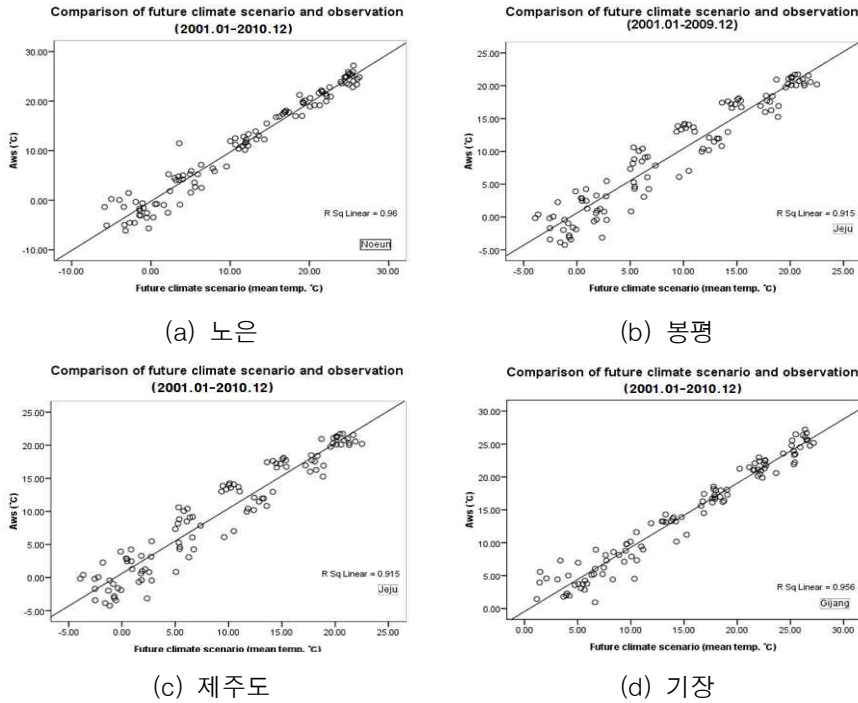 Comparison of future climate scenario and observation
(2001.01-2010.12)
30.00
20.00
10.00
0.00
-10.00
Aws (℃)
R Sq Linear = 0.96
Noeun
-10.00 0.00 10.00 20.00 30.00
Future climate scenario (mean temp. ℃)
(a) 노은
Comparison of future climate scenario and observation
(2001.01-2009.12)
25.00
20.00
15.00
10.00
5.00
0.00
-5.00
Aws (℃)
R Sq Linear = 0.915
Jeju
-5.00 0.00 5.00 10.00 15.00 20.00 25.00
Future climate scenario (mean temp. ℃)
(b) 봉평
Comparison of future climate scenario and observation
(2001.01-2010.12)
25.00
20.00
15.00
10.00
5.00
0.00
-5.00
Aws (℃)
R Sq Linear = 0.915
Jeju
-5.00 0.00 5.00 10.00 15.00 20.00 25.00
Future climate scenario (mean temp. ℃)
(c) 제주도
Comparison of future climate scenario and observation
(2001.01-2010.12)
30.00
25.00
20.00
15.00
10.00
5.00
0.00
Aws (℃)
R Sq Linear = 0.956
Gijang
0.00 5.00 10.00 15.00 20.00 25.00 30.00
Future climate scenario (mean temp. ℃)
(d) 기장